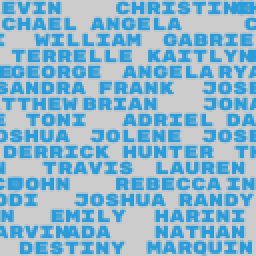 EVIN CHRISTINE
CHAEL ANGELA
WILLIAM GABRIE
TERRELLE KAITLYN
GEORGE ANGELA RYA
SANDRA FRANK JOSE
TTHEW BRIAN JONA
TONI ADRIEL DA
OSHUA JOLENE JOSE
DERRICK HUNTER TH
TRAVIS LAUREN
JOHN REBECCA IN
ODI JOSHUA RANDY
N EMILY HARINI
ARVIN ADA NATHAN
DESTINY MARQUIN